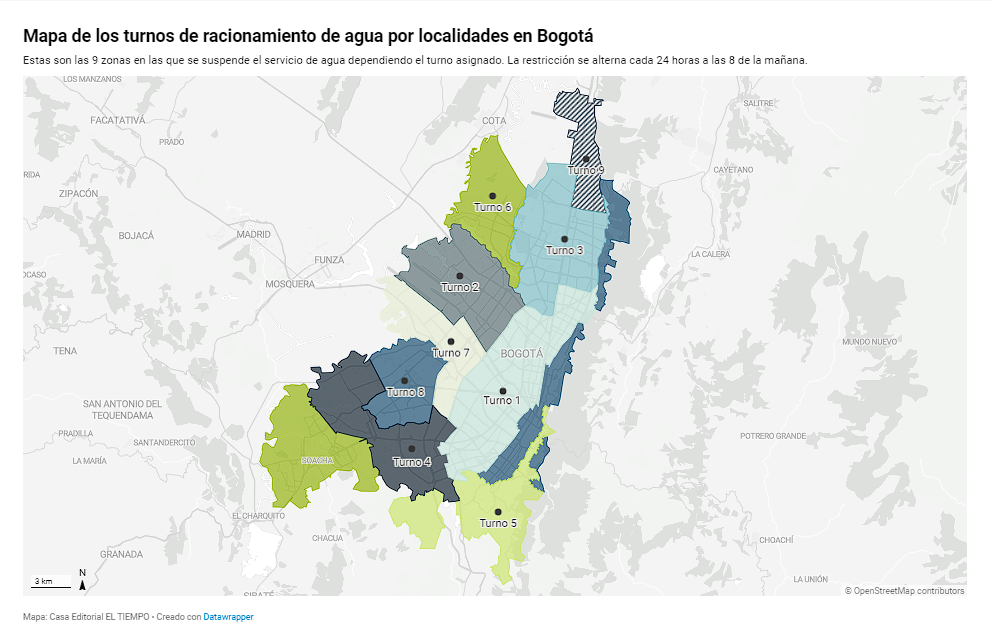 Mapa de los turnos de racionamiento de agua por localidades en Bogotá
Estas son las 9 zonas en las que se suspende el servicio de agua dependiendo el turno asignado. La restricción se alterna cada 24 horas a las 8 de la mañana.
LOS MANZANOS
SALITRE
FACATATIVÁ
COTA
PRADO
Turno 9
CAYETANO
RIDA
ZIPACÓN
Turno 6
BOJACÁ
MADRID
Turno 3
LA CALERA
FUNZA
OCASO
MOSQUERA
Turno 2
MUNDO NUEVO
TENA
Turno 7
BOGOTÁ
Turno 8
Turno 1
SAN ANTONIO DEL
TEQUENDAMA
PRADILLA
SANTANDERCITO
POTRERO GRANDE
LA MARÍA
SOACHA
Turno 4
EL CHARQUITO
Turno 5
CHACUA
CHOACHÍ
GRANADA
N
3 km
LA UNIÓN
SIBATÉ
© OpenStreetMap contributors
Mapa: Casa Editorial EL TIEMPO • Creado con Datawrapper